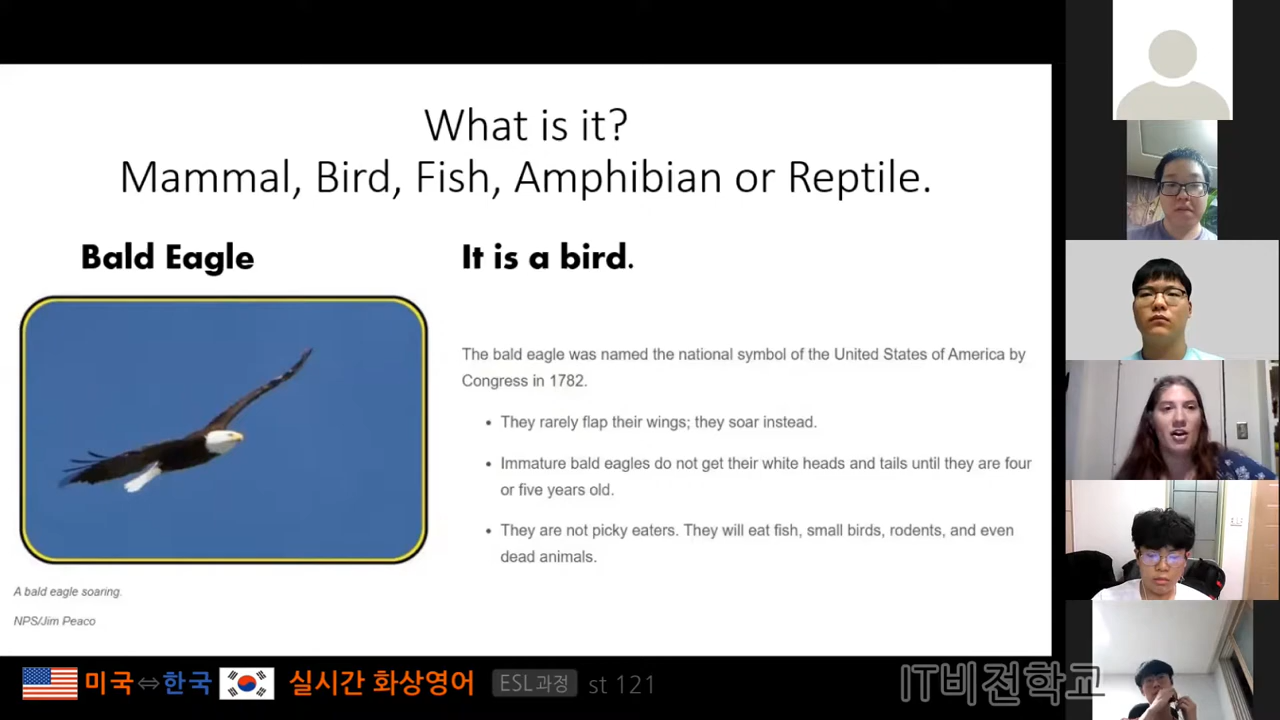 What is it?
Mammal, Bird, Fish, Amphibian or Reptile.
Bald Eagle
It is a bird.
The bald eagle was named the national symbol of the United States of America by
Congress in 1782.
• They rarely flap their wings; they soar instead.
• Immature bald eagles do not get their white heads and tails until they are four
or five years old.
• They are not picky eaters. They will eat fish, small birds, rodents, and even
dead animals.
A bald eagle soaring.
NPS/Jim Peaco
미국⇔한국 실시간 화상영어 ESL과정 st 121
IT비전학교